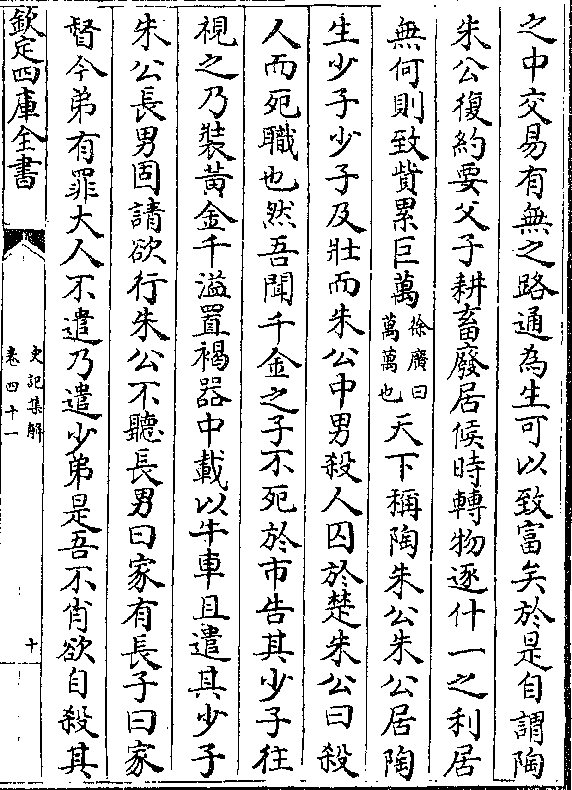 之中交易有無之路通為生可以致富矣於是自謂陶
朱公復約要父子耕畜廢居候時轉物逐什一之利居
無何則致貲累巨萬徐廣曰萬萬也天下稱陶朱公朱公居陶
生少子少子及壯而朱公中男殺人囚於楚朱公曰殺
人而死職也然吾聞千金之子不死於市告其少子往
視之乃裝黃金千溢置褐器中載以牛車且遣其少子
朱公長男固請欲行朱公不聽長男曰家有長子曰家
督今弟有罪大人不遣乃遣少弟是吾不肖欲自殺其
欽定四庫全書
史記集解
卷四十一
十